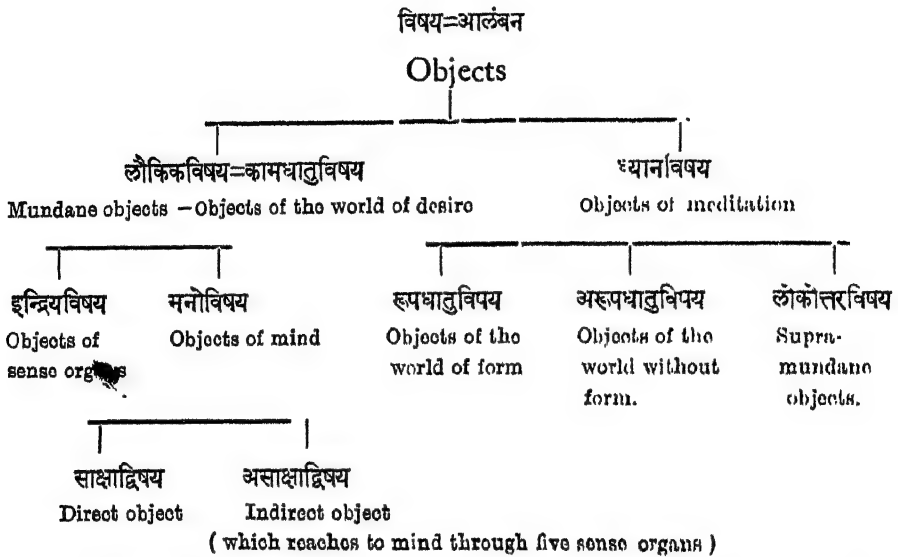 विषय=आलंबन
Objects
लौकिकविषय=कामधातुविषय ध्यानविषय
Mundane objects —Objects of the world of desire Objects of meditation
इन्द्रियविषय मनोविषय रूपधातुविषय अरूपधातुविषय लोकोत्तरविषय
Objects of Objects of mind Objects of the Objects of the Supra-
sense organs world of form world without mundane
form. objects.
साक्षाद्विषय असाक्षाद्विषय
Direct object Indirect object
( which reaches to mind through five sense organs )